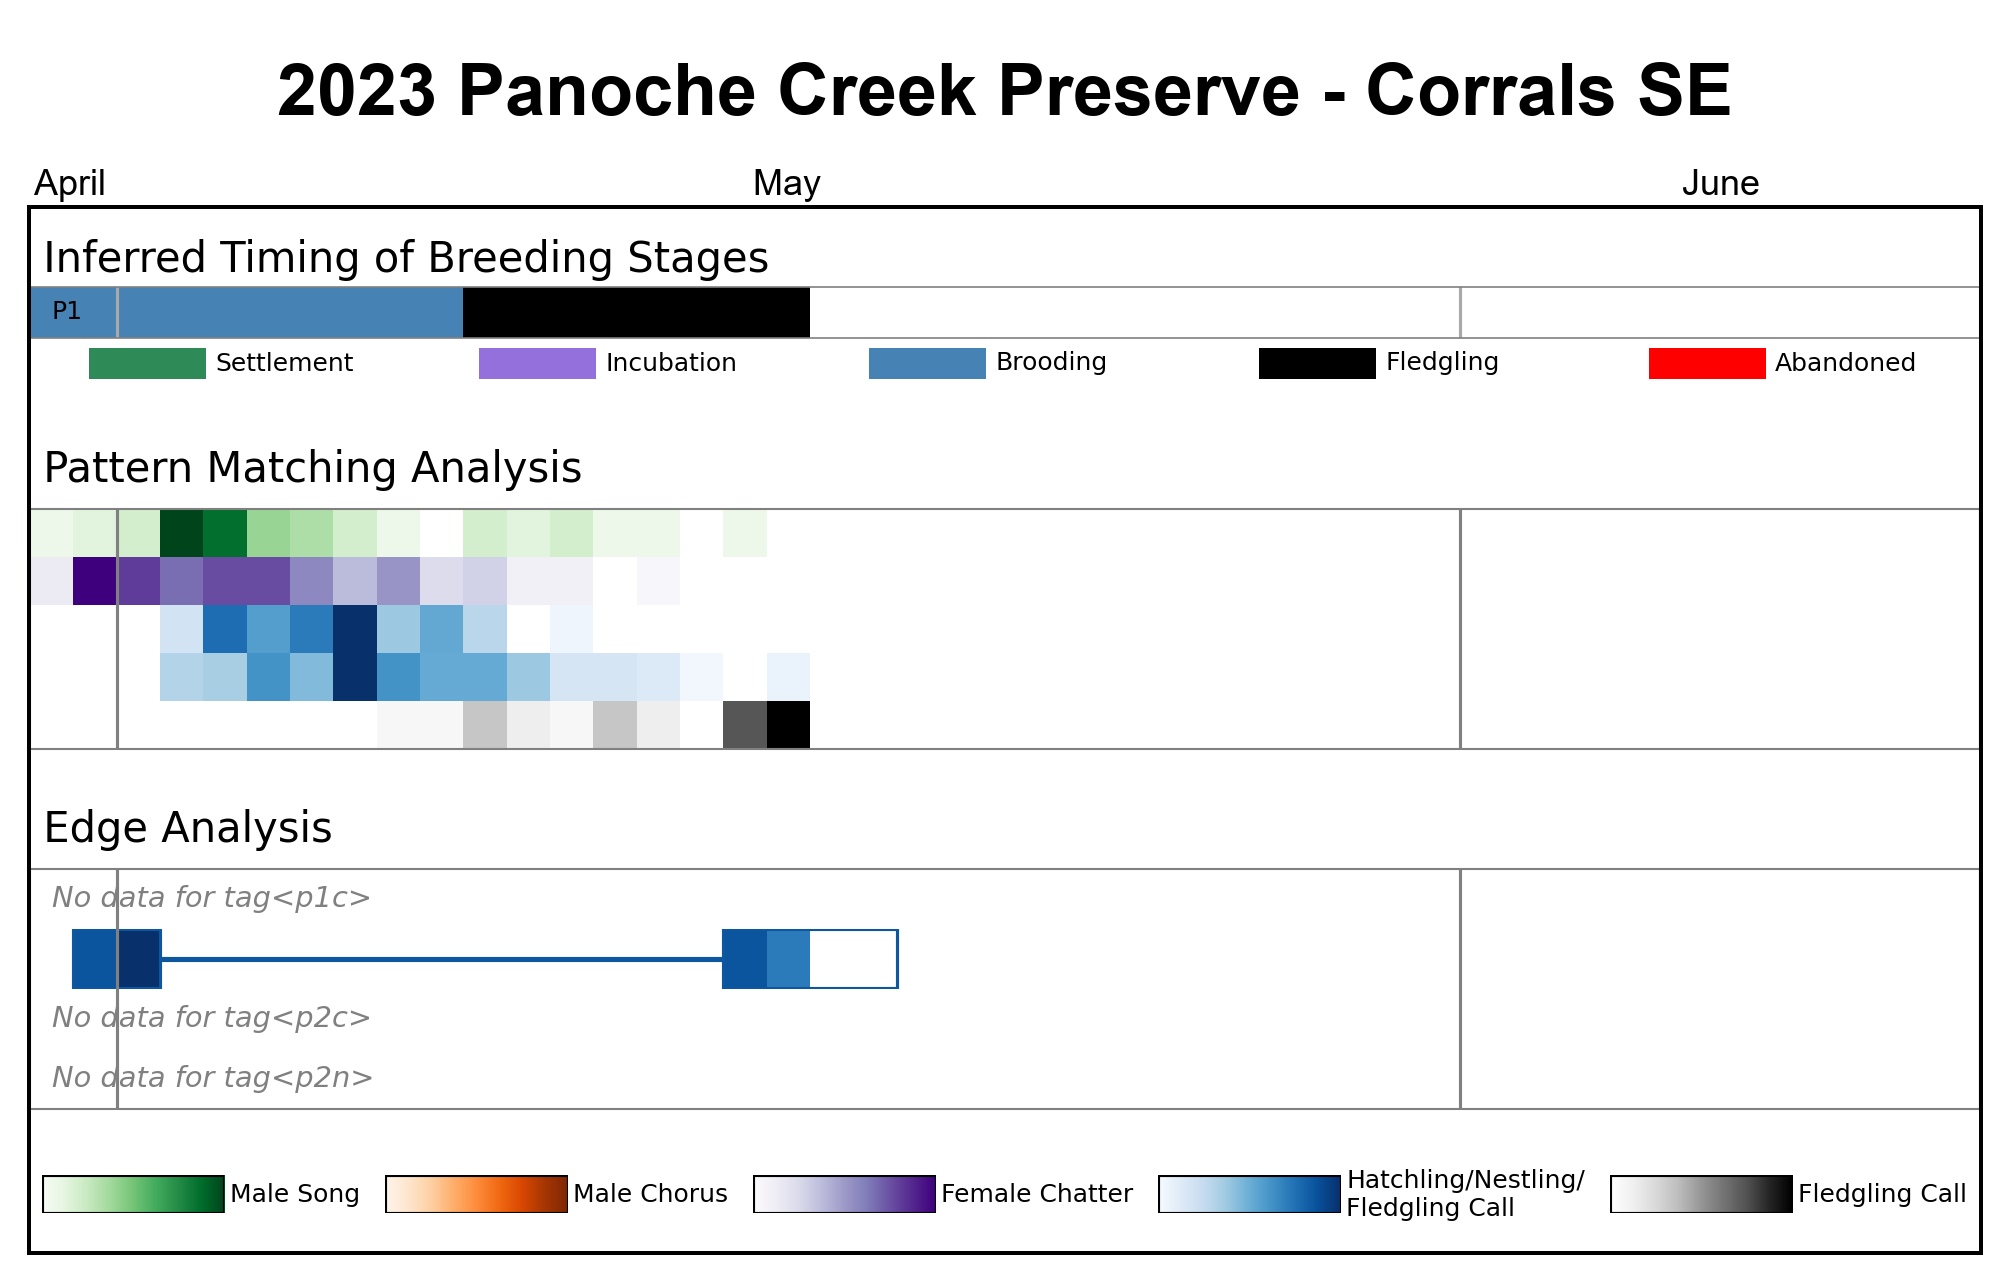 2023 Panoche Creek Preserve - Corrals SE
April May June
Inferred Timing of Breeding Stages
P1
Settlement Incubation Brooding Fledgling Abandoned
Pattern Matching Analysis
Edge Analysis
No data for tag<p1c>
No data for tag<p2c>
No data for tag<p2n>
Male Song Male Chorus Female Chatter Hatchling/Nestling/
Fledgling Call Fledgling Call